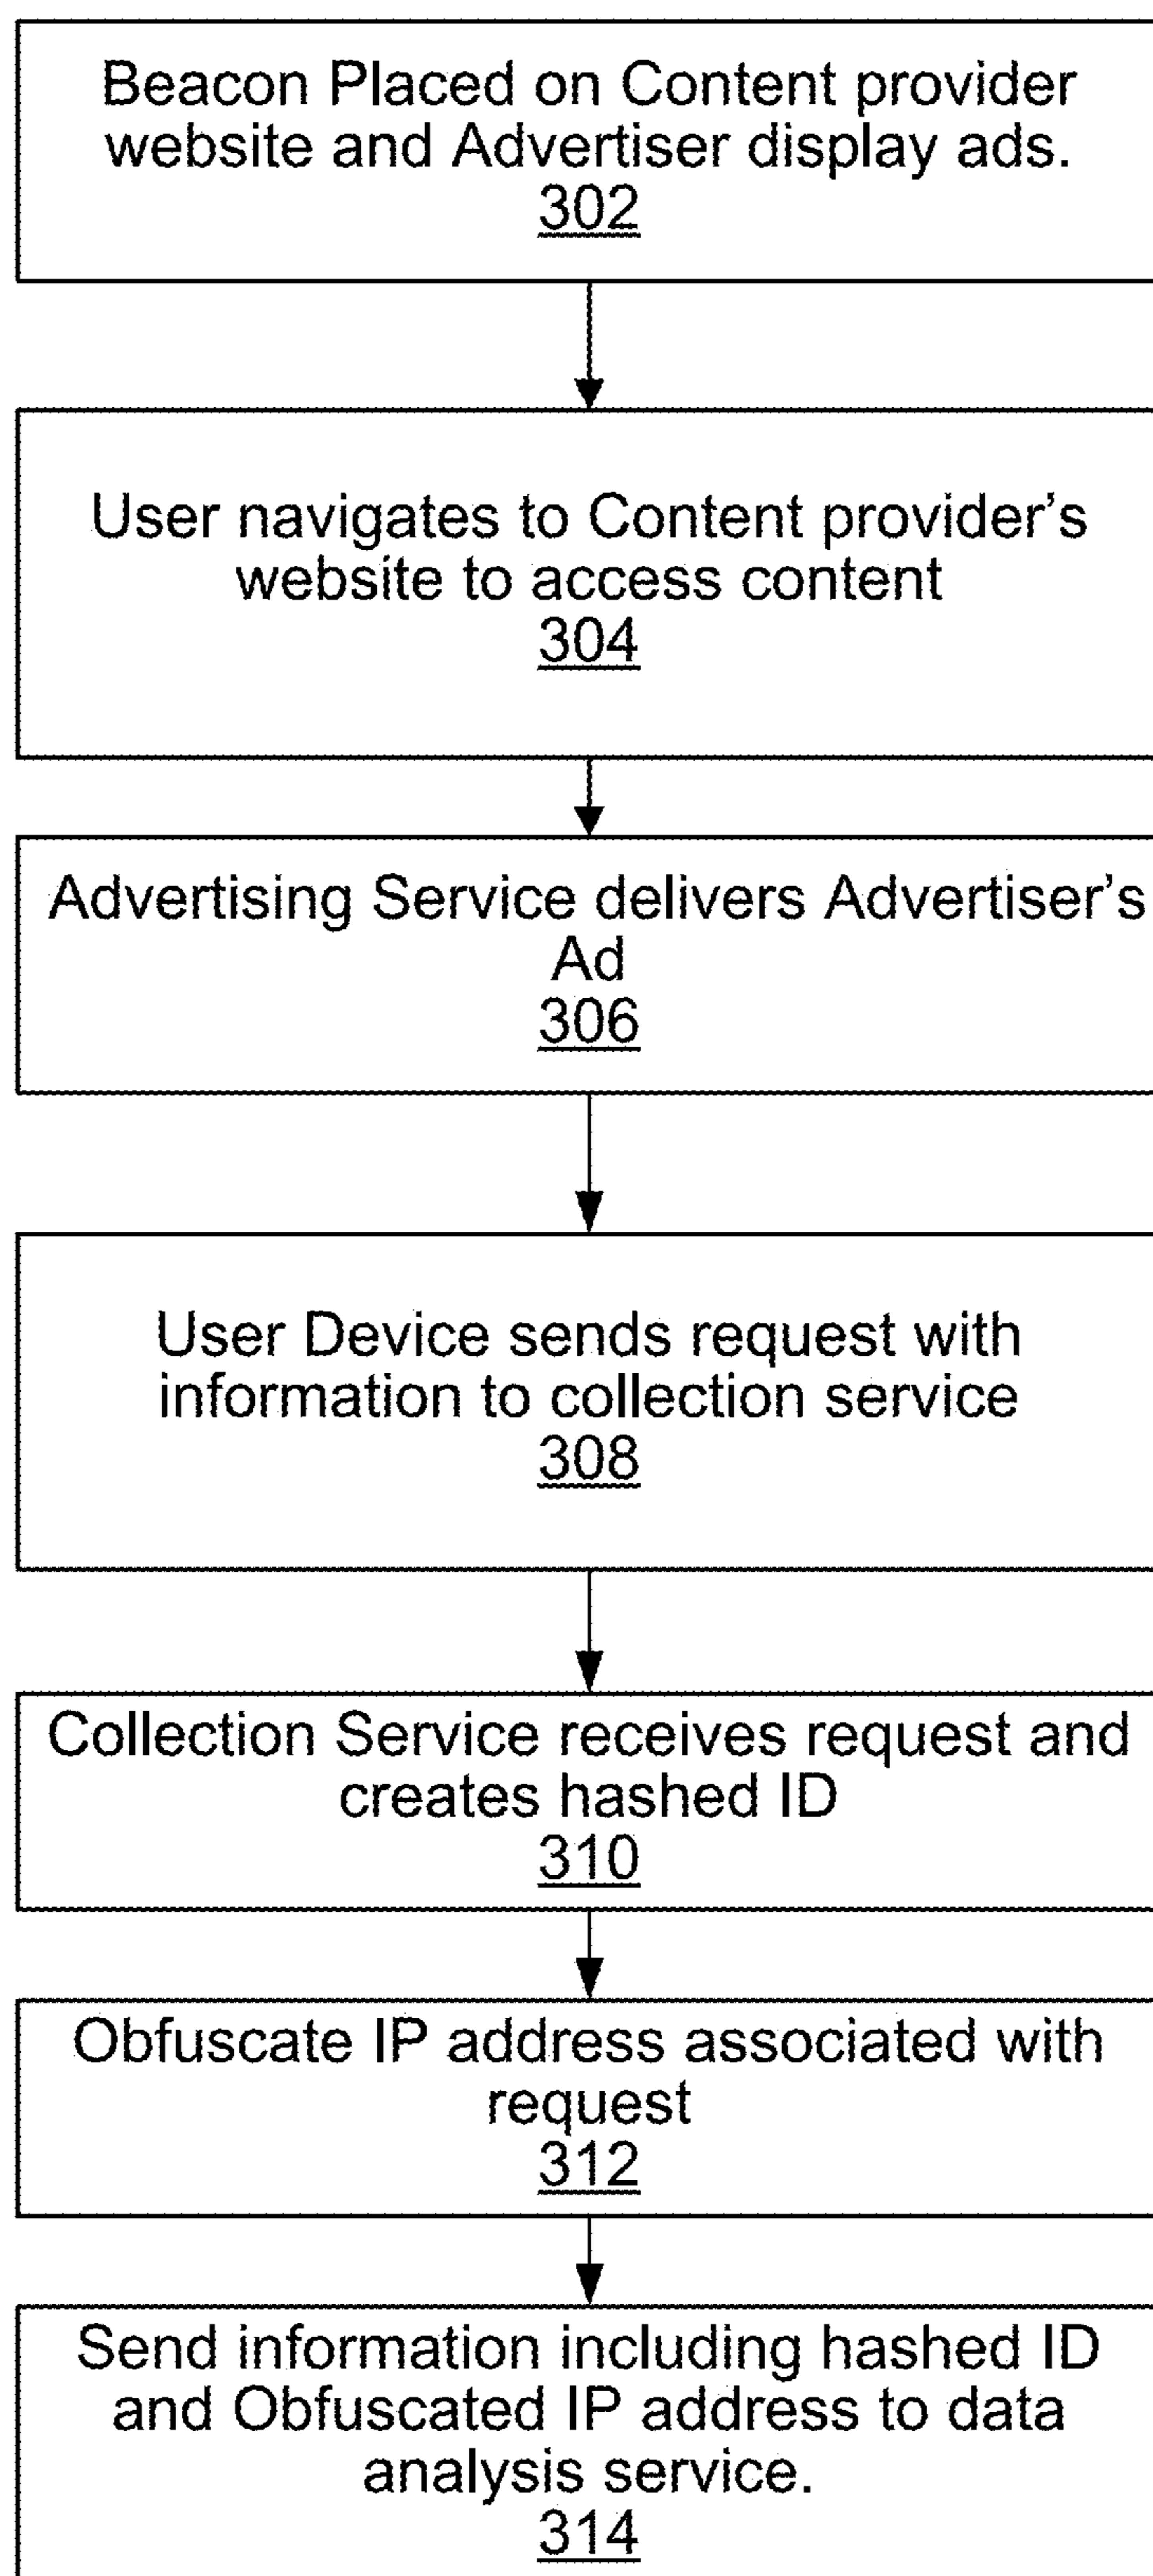 Beacon Placed on Content provider
website and Advertiser display ads.
302
User navigates to Content provider's
website to access content
304
Advertising Service delivers Advertiser's
Ad
306
User Device sends request with
information to collection service
308
Collection Service receives request and
creates hashed ID
310
Obfuscate IP address associated with
request
312
Send information including hashed ID
and Obfuscated IP address to data
analysis service.
314